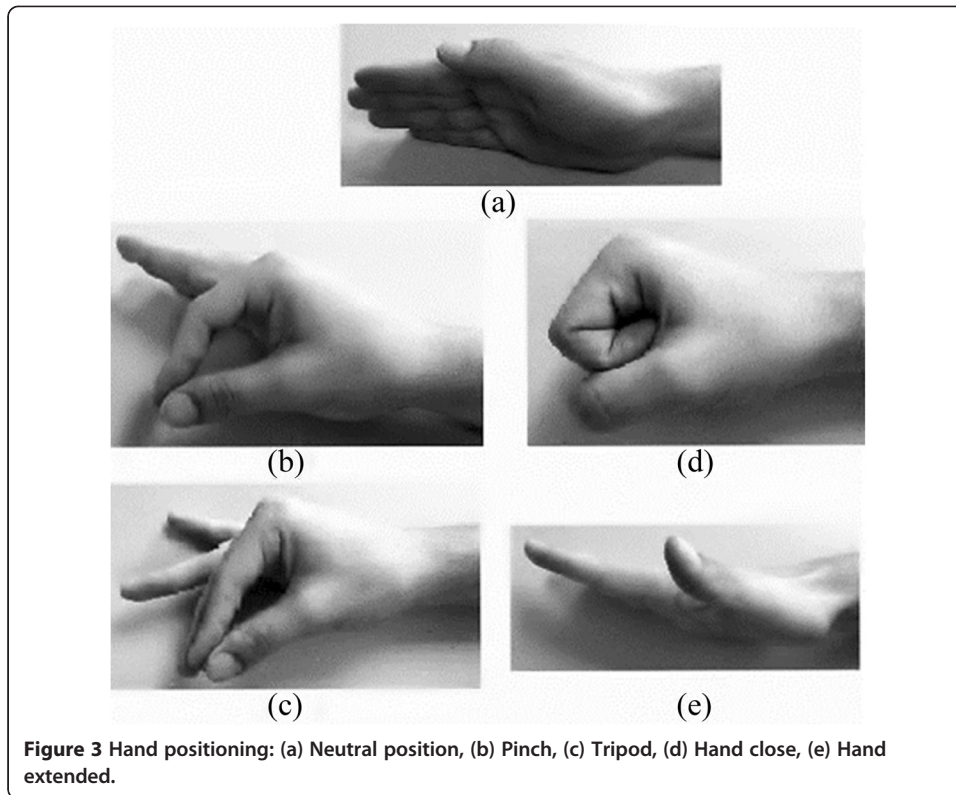 (a)
(b)
(d)
(c)
(e)
Figure 3 Hand positioning: (a) Neutral position, (b) Pinch, (c) Tripod, (d) Hand close, (e) Hand
extended.